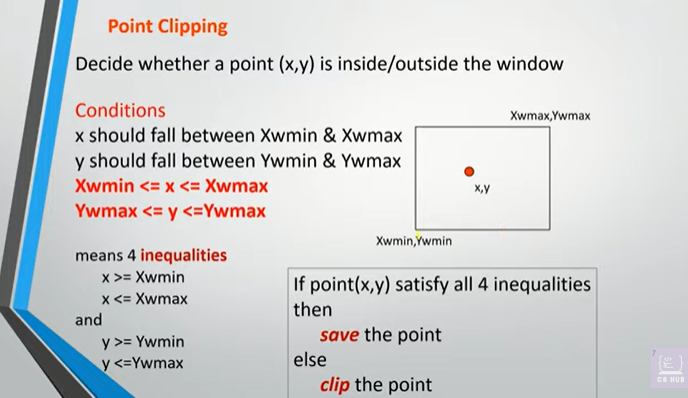 Point Clipping
Decide whether a point (x,y) is inside/outside the window
Conditions
x should fall between Xwmin & Xwmax
y should fall between Ywmin & Ywmax
Xwmin <= x <= Xwmax
Ywmax <= y <=Ywmax
Xwmax,Ywmax
x,y
Xwmin,Ywmin
means 4 inequalities
x >= Xwmin
x <= Xwmax
and
y >= Ywmin
y <=Ywmax
If point(x,y) satisfy all 4 inequalities
then
save the point
else
clip the point
CS HUB